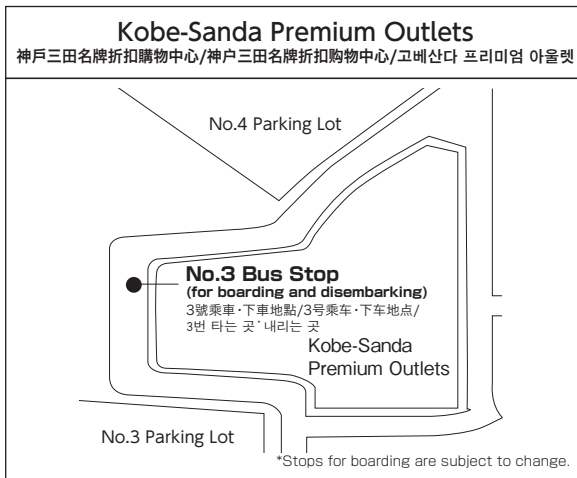 Kobe-Sanda Premium Outlets
神戶三田名牌折扣購物中心/神户三田名牌折扣购物中心/고베산다 프리미엄 아울렛
No.4 Parking Lot
No.3 Bus Stop
(for boarding and disembarking)
3號乘車･下車地點/3号乘车･下车地点/
3번 타는 곳˙내리는 곳
Kobe-Sanda
Premium Outlets
No.3 Parking Lot
*Stops for boarding are subject to change.